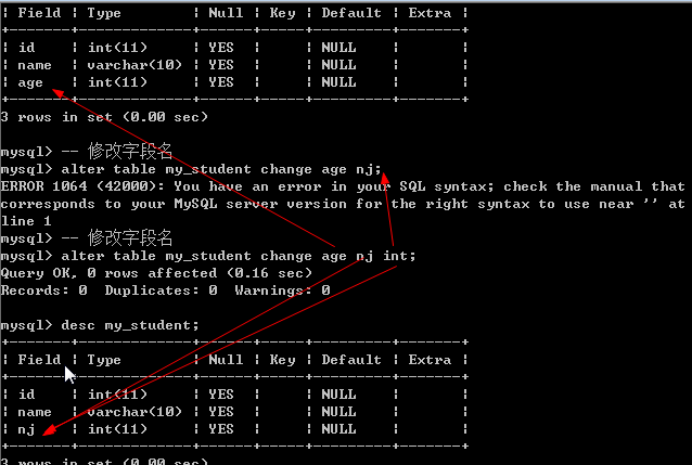 | Field | Type | Null | Key | Default | Extra |
+-------+-------------+------+-----+---------+-------+
| id | int(11) | YES | | NULL | |
| name | varchar(10) | YES | | NULL | |
| age | int(11) | YES | | NULL | |
+-------+-------------+------+-----+---------+-------+
3 rows in set (0.00 sec)
mysql> -- 修改字段名
mysql> alter table my_student change age nj;
ERROR 1064 (42000): You have an error in your SQL syntax; check the manual that
corresponds to your MySQL server version for the right syntax to use near '' at
line 1
mysql> -- 修改字段名
mysql> alter table my_student change age nj int;
Query OK, 0 rows affected (0.16 sec)
Records: 0 Duplicates: 0 Warnings: 0
mysql> desc my_student;
+-------+-------------+------+-----+---------+-------+
| Field | Type | Null | Key | Default | Extra |
+-------+-------------+------+-----+---------+-------+
| id | int(11) | YES | | NULL | |
| name | varchar(10) | YES | | NULL | |
| nj | int(11) | YES | | NULL | |
+-------+-------------+------+-----+---------+-------+
3 rows in set (0.00 sec)